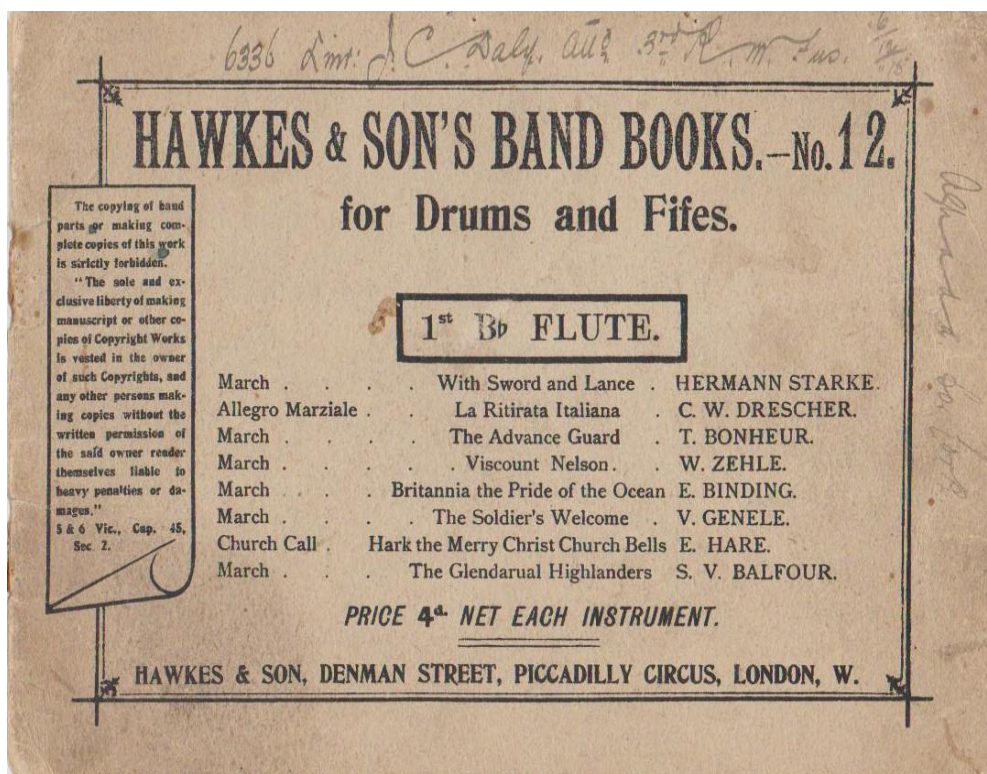 6336 J. C. Daly. 3rd R. M. Fus.
HAWKES & SON'S BAND BOOKS.—No. 12.
for Drums and Fifes.
The copying of band
parts or making com-
plete copies of this work
is strictly forbidden.
"The sole and ex-
clusive liberty of making
manuscript or other co-
pies of Copyright Works
is vested in the owner
of such Copyrights, and
any other persons mak-
ing copies without the
written permission of
the said owner render
themselves liable to
heavy penalties or da-
mages."
5 & 6 Vic., Cap. 45,
Sec 2.
1st B♭ FLUTE.
March . . . . With Sword and Lance . HERMANN STARKE.
Allegro Marziale . . La Ritirata Italiana . C. W. DRESCHER.
March . . . . The Advance Guard . T. BONHEUR.
March . . . . . Viscount Nelson . . W. ZEHLE.
March . . . . Britannia the Pride of the Ocean E. BINDING.
March . . . . The Soldier's Welcome . V. GENELE.
Church Call . Hark the Merry Christ Church Bells E. HARE.
March . . . The Glendarual Highlanders S. V. BALFOUR.
PRICE 4d. NET EACH INSTRUMENT.
HAWKES & SON, DENMAN STREET, PICCADILLY CIRCUS, LONDON, W.